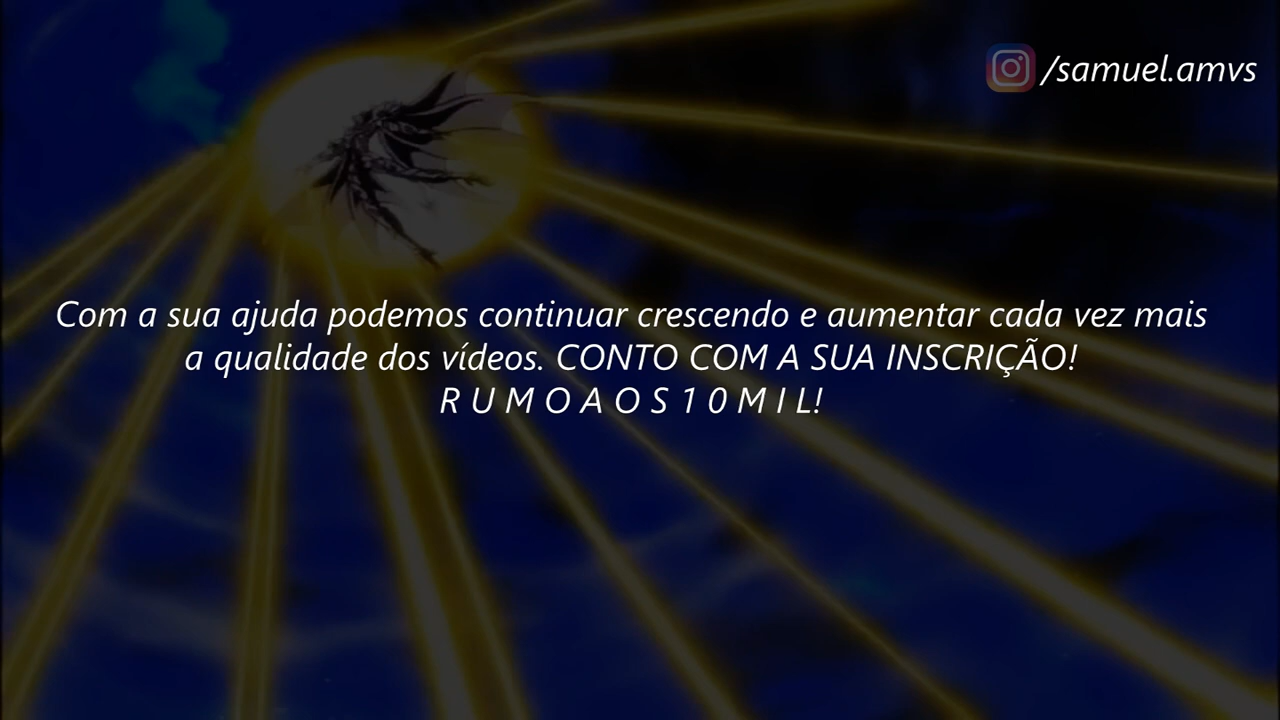 /samuel.amvs
Com a sua ajuda podemos continuar crescendo e aumentar cada vez mais
a qualidade dos vídeos. CONTO COM A SUA INSCRIÇÃO!
R U M O A O S 1 0 M I L!